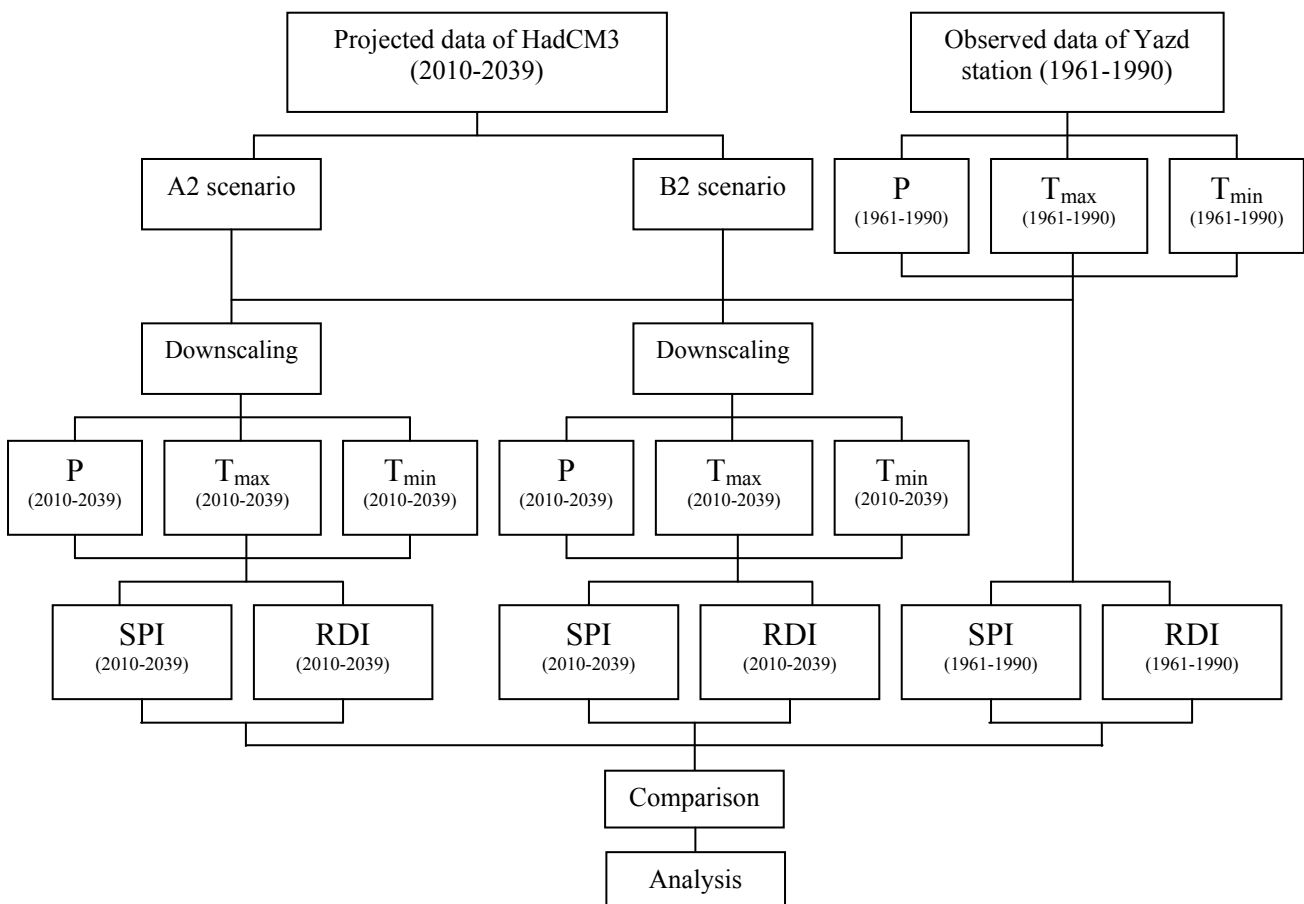 Projected data of HadCM3
(2010-2039)
Observed data of Yazd
station (1961-1990)
A2 scenario
B2 scenario
P
(1961-1990)
Tmax
(1961-1990)
Tmin
(1961-1990)
Downscaling
Downscaling
P
(2010-2039)
Tmax
(2010-2039)
Tmin
(2010-2039)
P
(2010-2039)
Tmax
(2010-2039)
Tmin
(2010-2039)
SPI
(2010-2039)
RDI
(2010-2039)
SPI
(2010-2039)
RDI
(2010-2039)
SPI
(1961-1990)
RDI
(1961-1990)
Comparison
Analysis